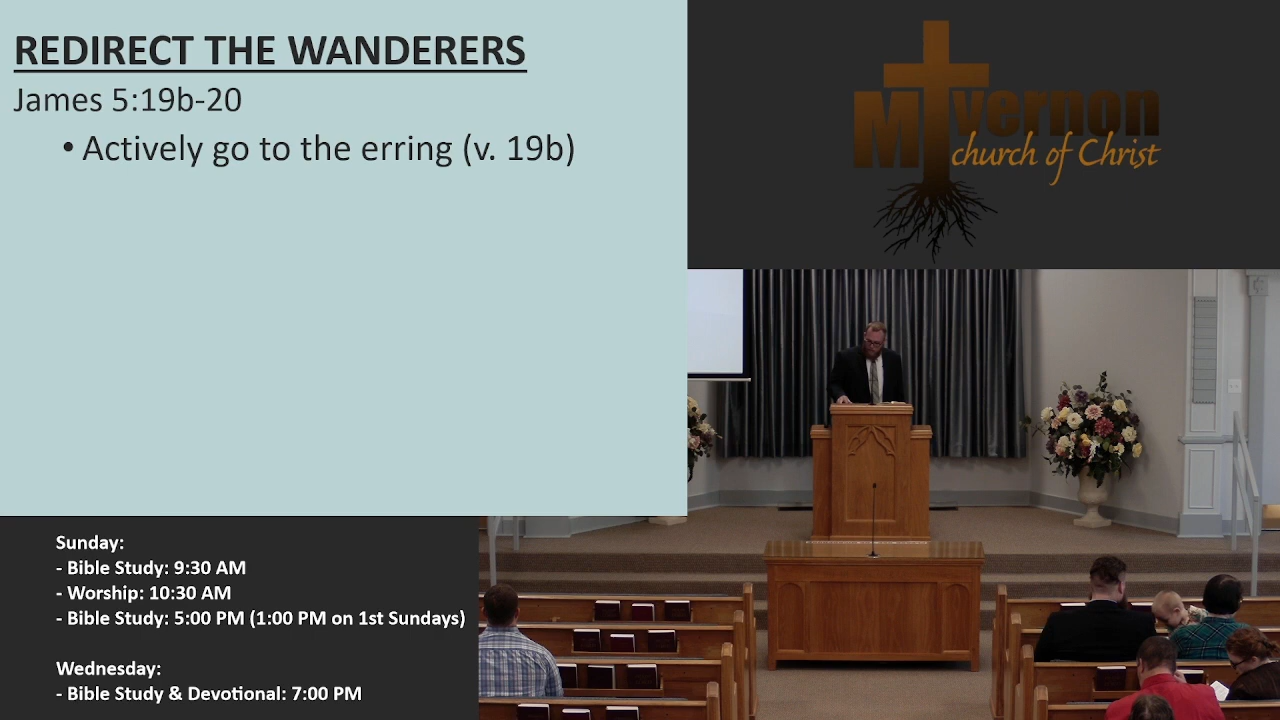 REDIRECT THE WANDERERS
James 5:19b-20
• Actively go to the erring (v. 19b)
MT vernon
church of Christ
Sunday:
- Bible Study: 9:30 AM
- Worship: 10:30 AM
- Bible Study: 5:00 PM (1:00 PM on 1st Sundays)
Wednesday:
- Bible Study & Devotional: 7:00 PM